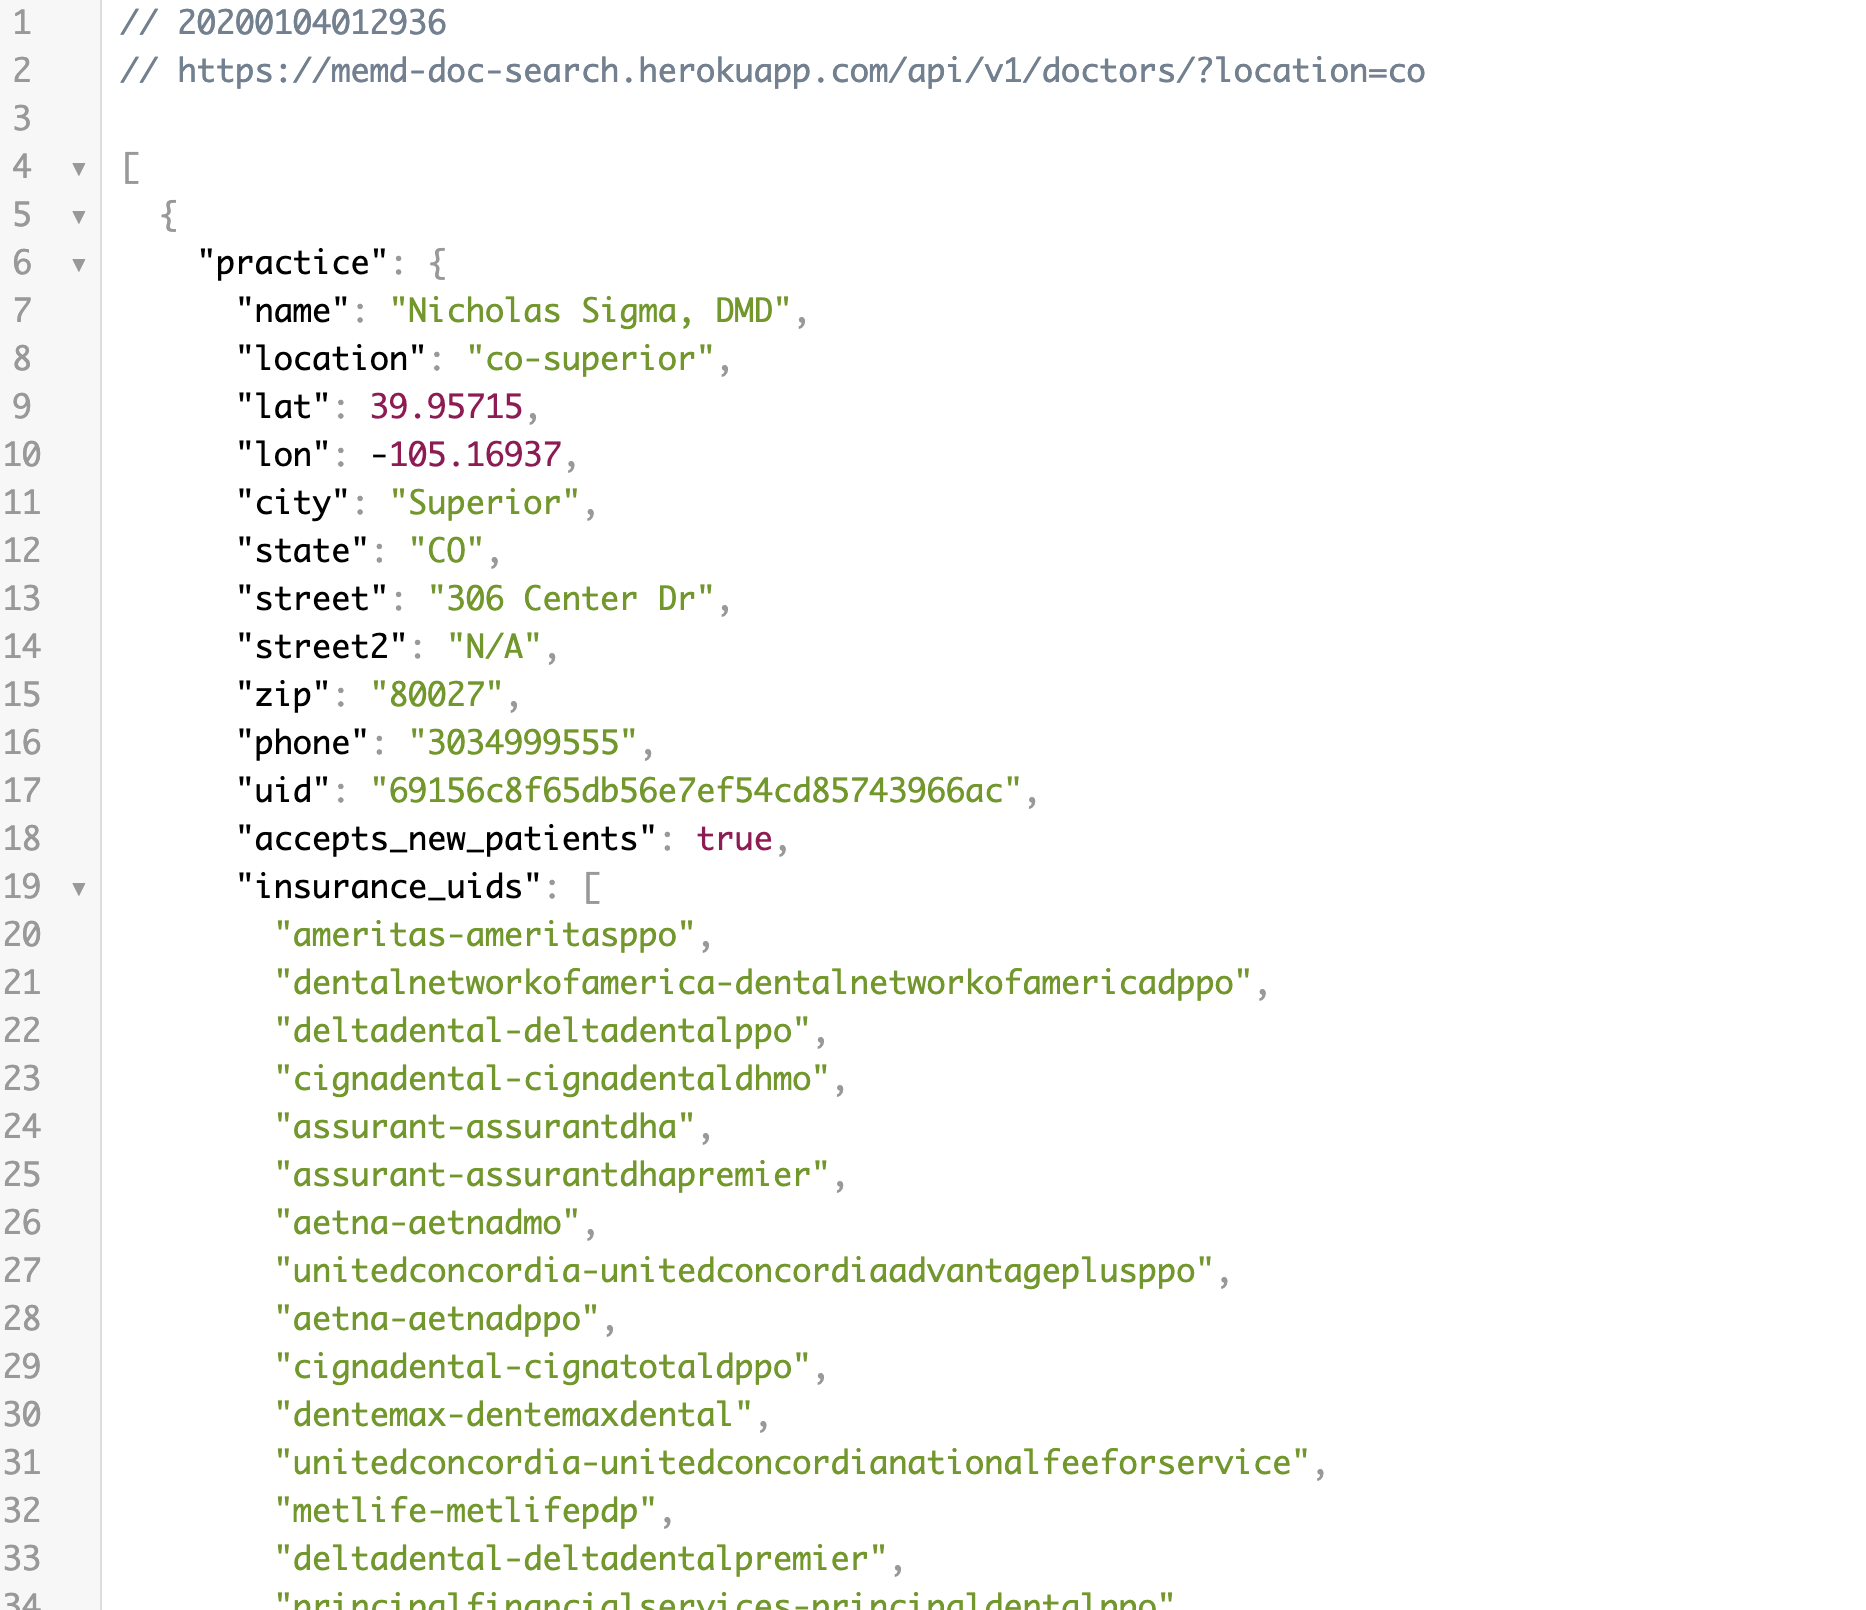 1 // 20200104012936
2 // https://memd-doc-search.herokuapp.com/api/v1/doctors/?location=co
3
4 [
5 {
6 "practice": {
7 "name": "Nicholas Sigma, DMD",
8 "location": "co-superior",
9 "lat": 39.95715,
10 "lon": -105.16937,
11 "city": "Superior",
12 "state": "CO",
13 "street": "306 Center Dr",
14 "street2": "N/A",
15 "zip": "80027",
16 "phone": "3034999555",
17 "uid": "69156c8f65db56e7ef54cd85743966ac",
18 "accepts_new_patients": true,
19 "insurance_uids": [
20 "ameritas-ameritasppo",
21 "dentalnetworkofamerica-dentalnetworkofamericadppo",
22 "deltadental-deltadentalppo",
23 "cignadental-cignadentaldhmo",
24 "assurant-assurantdha",
25 "assurant-assurantdhapremier",
26 "aetna-aetnadmo",
27 "unitedconcordia-unitedconcordiaadvantageplusppo",
28 "aetna-aetnadppo",
29 "cignadental-cignatotaldppo",
30 "dentemax-dentemaxdental",
31 "unitedconcordia-unitedconcordianationalfeeforservice",
32 "metlife-metlifepdp",
33 "deltadental-deltadentalpremier",
34 "principalfinancialservices-principaldentalppo"